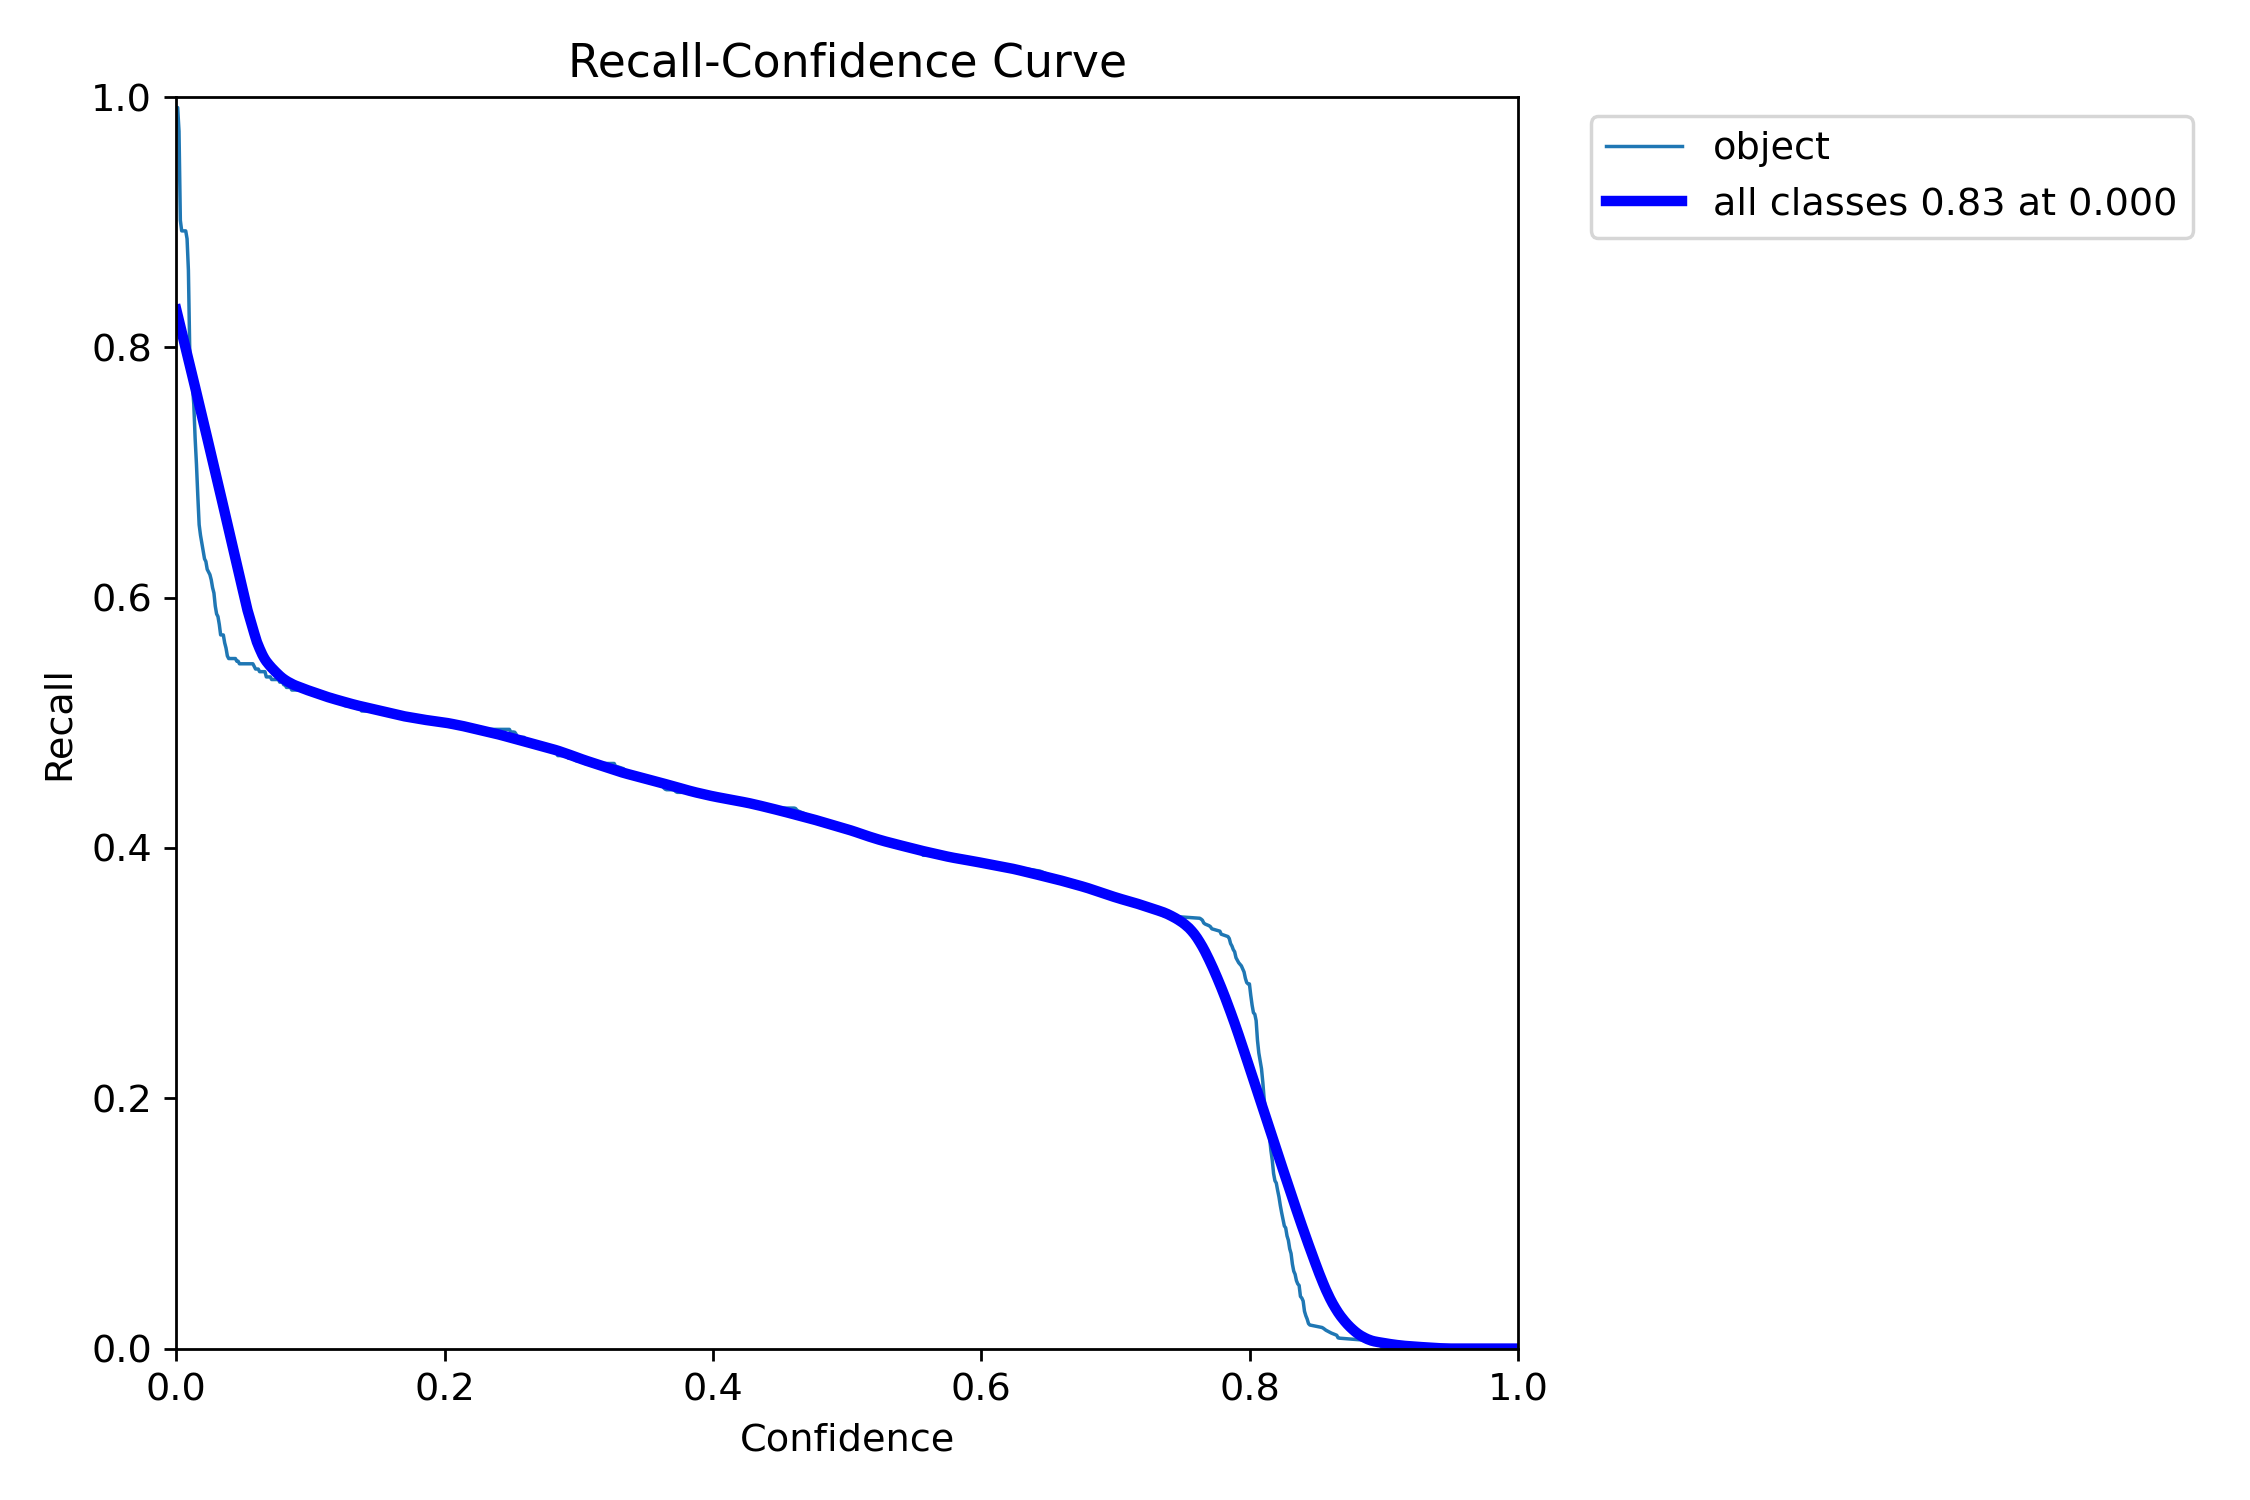 Recall-Confidence Curve
1.0
0.8
0.6
0.4
0.2
0.0
Recall
0.0 0.2 0.4 0.6 0.8 1.0
Confidence
object
all classes 0.83 at 0.000